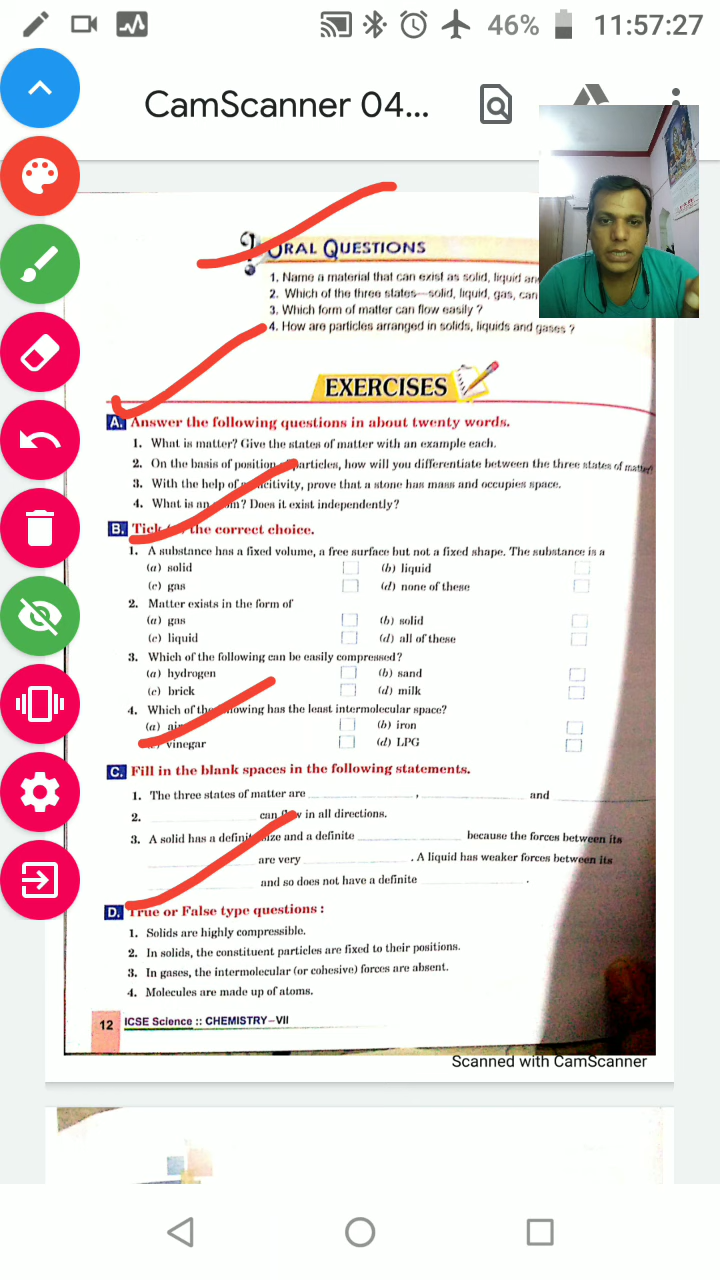 46% 11:57:27
CamScanner 04...
ORAL QUESTIONS
1. Name a material that can exist as solid, liquid
2. Which of the three states—solid, liquid, gas, can
3. Which form of matter can flow easily ?
4. How are particles arranged in solids, liquids and gases ?
EXERCISES
A. Answer the following questions in about twenty words.
1. What is matter? Give the states of matter with an example each.
2. On the basis of position particles, how will you differentiate between the three states of matter?
3. With the help of activity, prove that a stone has mass and occupies space.
4. What is an Does it exist independently?
B. Tick the correct choice.
1. A substance has a fixed volume, a free surface but not a fixed shape. The substance is a
(a) solid (b) liquid
(c) gas (d) none of these
2. Matter exists in the form of
(a) gas (b) solid
(c) liquid (d) all of these
3. Which of the following can be easily compressed?
(a) hydrogen (b) sand
(c) brick (d) milk
4. Which of the following has the least intermolecular space?
(a) air (b) iron
vinegar (d) LPG
C. Fill in the blank spaces in the following statements.
1. The three states of matter are , and
2. can flow in all directions.
3. A solid has a definite size and a definite because the forces between its
are very . A liquid has weaker forces between its
and so does not have a definite .
D. True or False type questions :
1. Solids are highly compressible.
2. In solids, the constituent particles are fixed to their positions.
3. In gases, the intermolecular (or cohesive) forces are absent.
4. Molecules are made up of atoms.
12 ICSE Science :: CHEMISTRY–VII
Scanned with CamScanner